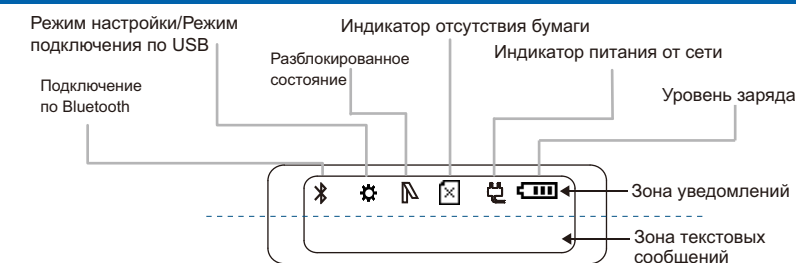 Режим настройки/Режим
подключения по USB
Индикатор отсутствия бумаги
Разблокированное
состояние
Индикатор питания от сети
Подключение
по Bluetooth
Уровень заряда
Зона уведомлений
Зона текстовых
сообщений